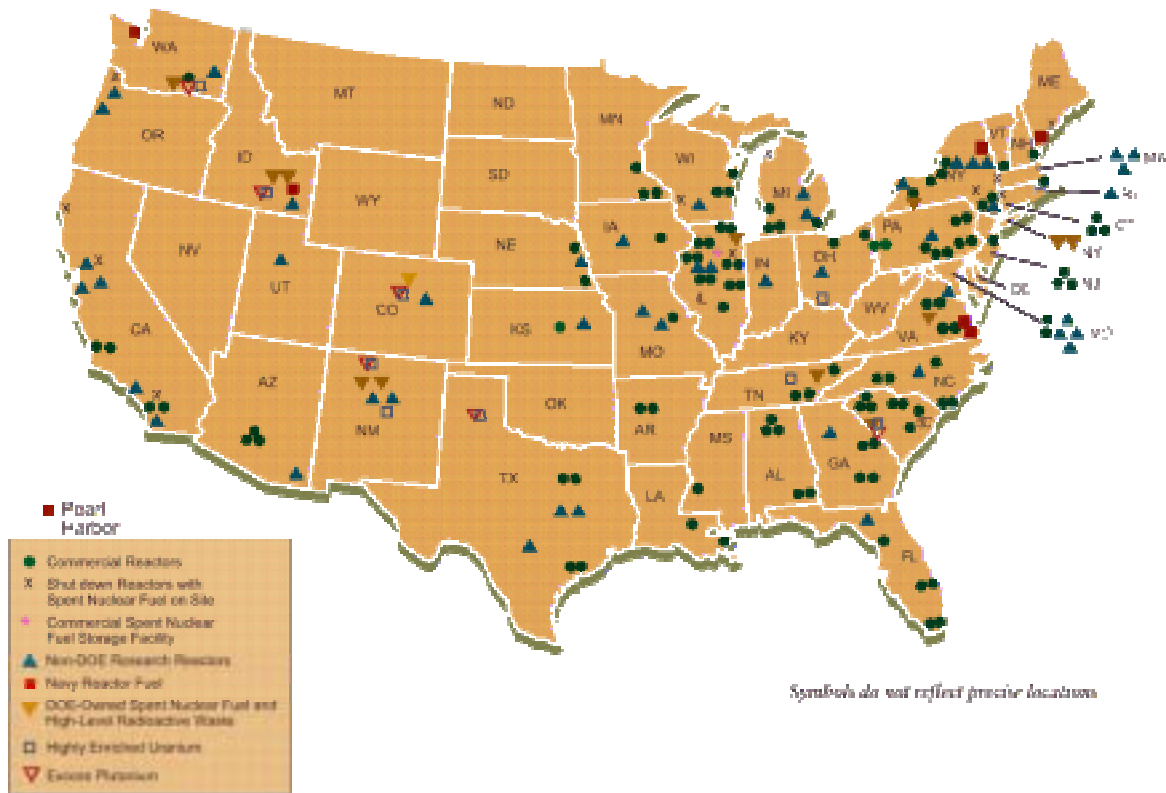 WA
MT
ND
MN
ME
VT
NH
OR
ID
SD
WI
MI
NY
MA
WY
IA
PA
CT
NY
NE
NV
UT
IL
IN
OH
NJ
DE
CO
CA
KS
MO
WV
VA
MD
KY
AZ
NM
OK
TN
NC
AR
SC
MS
AL
GA
TX
LA
FL
Pearl
Harbor
Commercial Reactors
X Shut down Reactors with
Spent Nuclear Fuel on Site
Commercial Spent Nuclear
Fuel Storage Facility
Non-DOE Research Reactors
Navy Reactor Fuel
DOE-Owned Spent Nuclear Fuel and
High-Level Radioactive Waste
Highly Enriched Uranium
Excess Plutonium
Symbols do not reflect precise locations